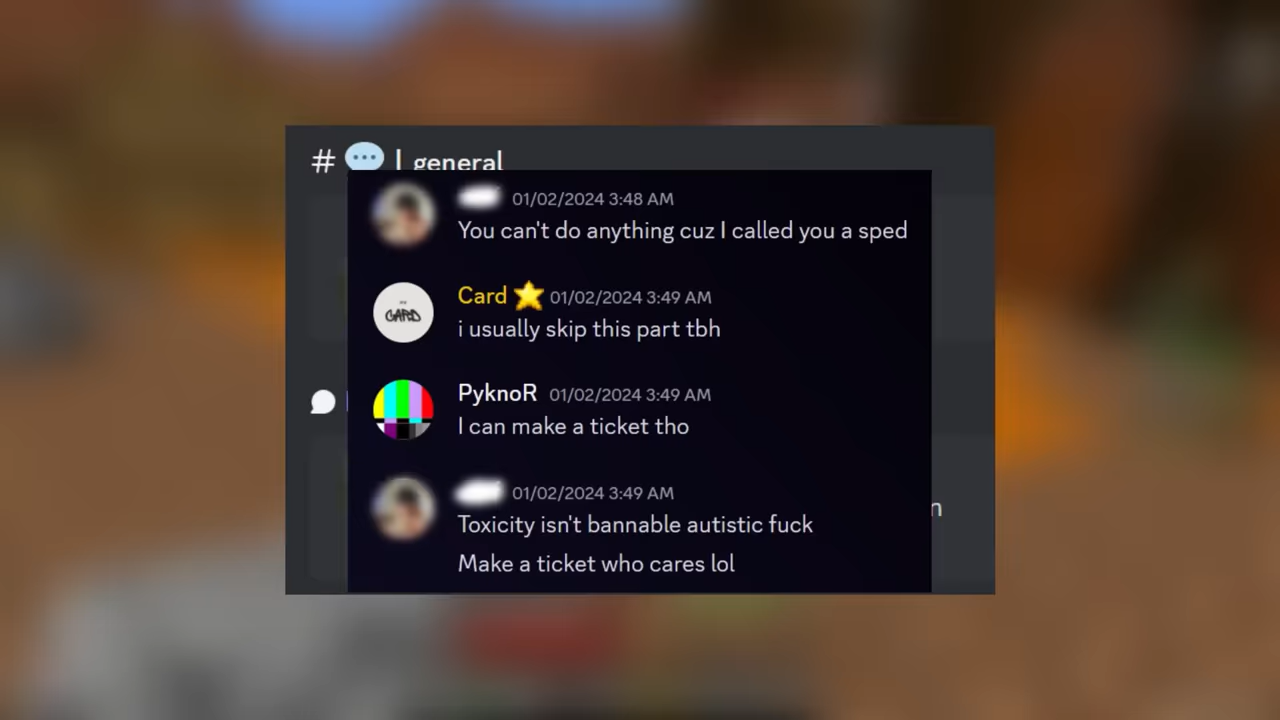 # 💬 | general
01/02/2024 3:48 AM
You can't do anything cuz I called you a sped
Card ⭐ 01/02/2024 3:49 AM
CARD
i usually skip this part tbh
PyknoR 01/02/2024 3:49 AM
I can make a ticket tho
01/02/2024 3:49 AM
Toxicity isn't bannable autistic fuck
Make a ticket who cares lol